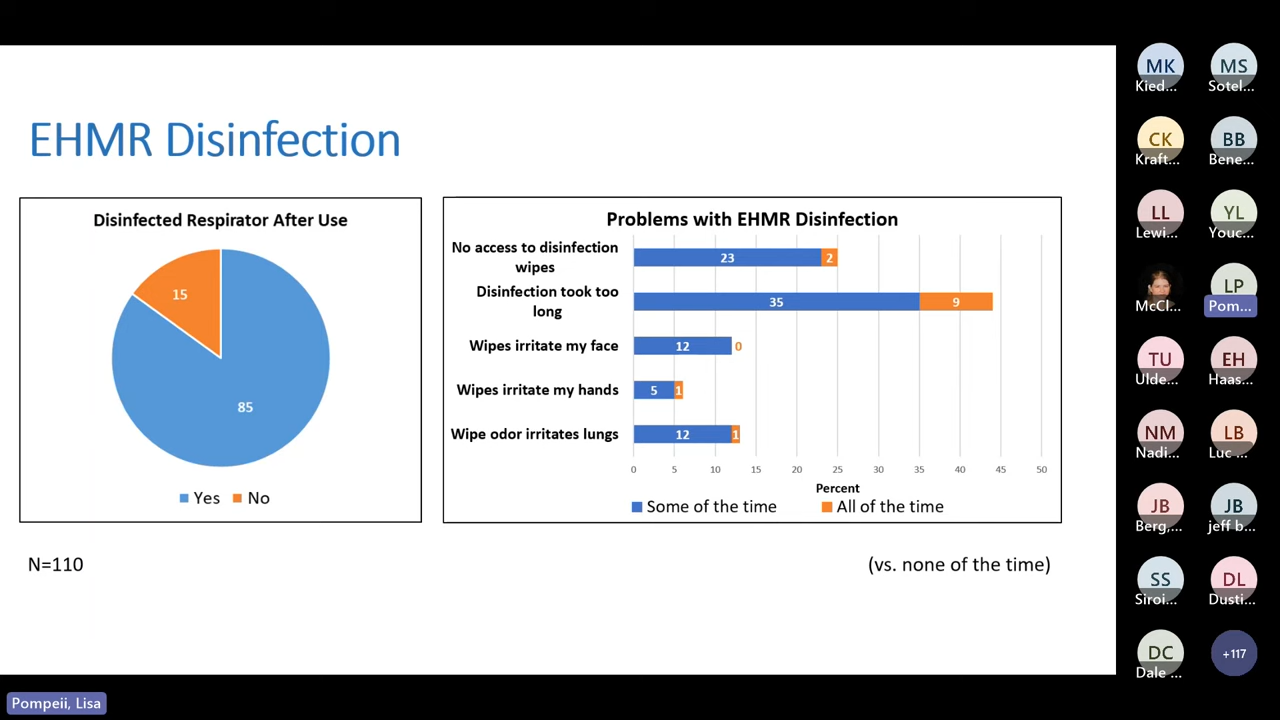 EHMR Disinfection
Disinfected Respirator After Use
15
85
Yes
No
N=110
Problems with EHMR Disinfection
No access to disinfection
wipes
23
2
Disinfection took too
long
35
9
Wipes irritate my face
12
0
Wipes irritate my hands
5
1
Wipe odor irritates lungs
12
1
0 5 10 15 20 25 30 35 40 45 50
Percent
Some of the time
All of the time
(vs. none of the time)
MK
Kied...
MS
Sotel...
CK
Kraft...
BB
Bene...
LL
Lewi...
YL
Youc...
McCl...
LP
Pom...
TU
Ulde...
EH
Haas...
NM
Nadi...
LB
Luc ...
JB
Berg,...
JB
jeff b...
SS
Siroi...
DL
Dusti...
DC
Dale ...
+117
Pompeii, Lisa